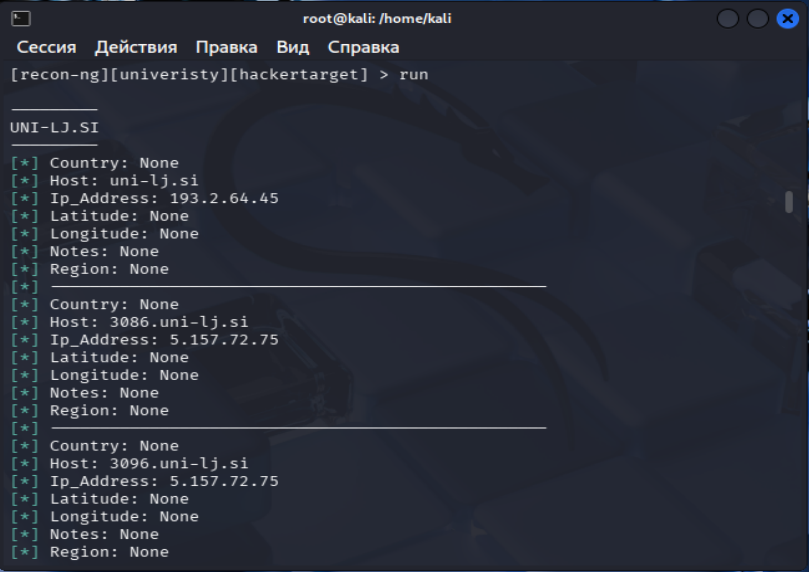 root@kali: /home/kali
Сессия Действия Правка Вид Справка
[recon-ng][univeristy][hackertarget] > run
---------
UNI-LJ.SI
---------
[*] Country: None
[*] Host: uni-lj.si
[*] Ip_Address: 193.2.64.45
[*] Latitude: None
[*] Longitude: None
[*] Notes: None
[*] Region: None
[*] --------------------------------------------------
[*] Country: None
[*] Host: 3086.uni-lj.si
[*] Ip_Address: 5.157.72.75
[*] Latitude: None
[*] Longitude: None
[*] Notes: None
[*] Region: None
[*] --------------------------------------------------
[*] Country: None
[*] Host: 3096.uni-lj.si
[*] Ip_Address: 5.157.72.75
[*] Latitude: None
[*] Longitude: None
[*] Notes: None
[*] Region: None